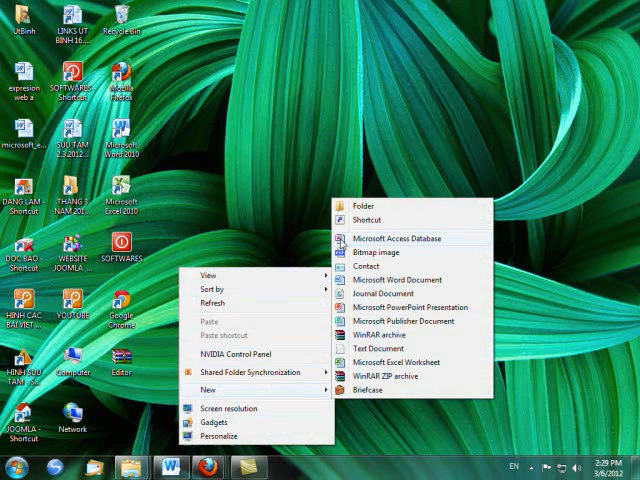 UtBinh
LINKS UT
BINH 16....
Recycle Bin
expresion
web a
SOFTWARES -
Shortcut
Mozilla
Firefox
microsoft_e...
SUU TAM
2.3.2012...
Microsoft
Word 2010
DANG LAM -
Shortcut
THANG 3
NAM 201...
Microsoft
Excel 2010
DOC BAO -
Shortcut
WEBSITE
JOOMLA ...
SOFTWARES
HINH CAC
BAI VIET ...
YOUTUBE
Google
Chrome
HINH SUU
TAM - S...
Computer
Editor
JOOMLA -
Shortcut
Network
View
Sort by
Refresh
Paste
Paste shortcut
NVIDIA Control Panel
Shared Folder Synchronization
New
Screen resolution
Gadgets
Personalize
Folder
Shortcut
Microsoft Access Database
Bitmap image
Contact
Microsoft Word Document
Journal Document
Microsoft PowerPoint Presentation
Microsoft Publisher Document
WinRAR archive
Text Document
Microsoft Excel Worksheet
WinRAR ZIP archive
Briefcase
EN
2:29 PM
3/6/2012